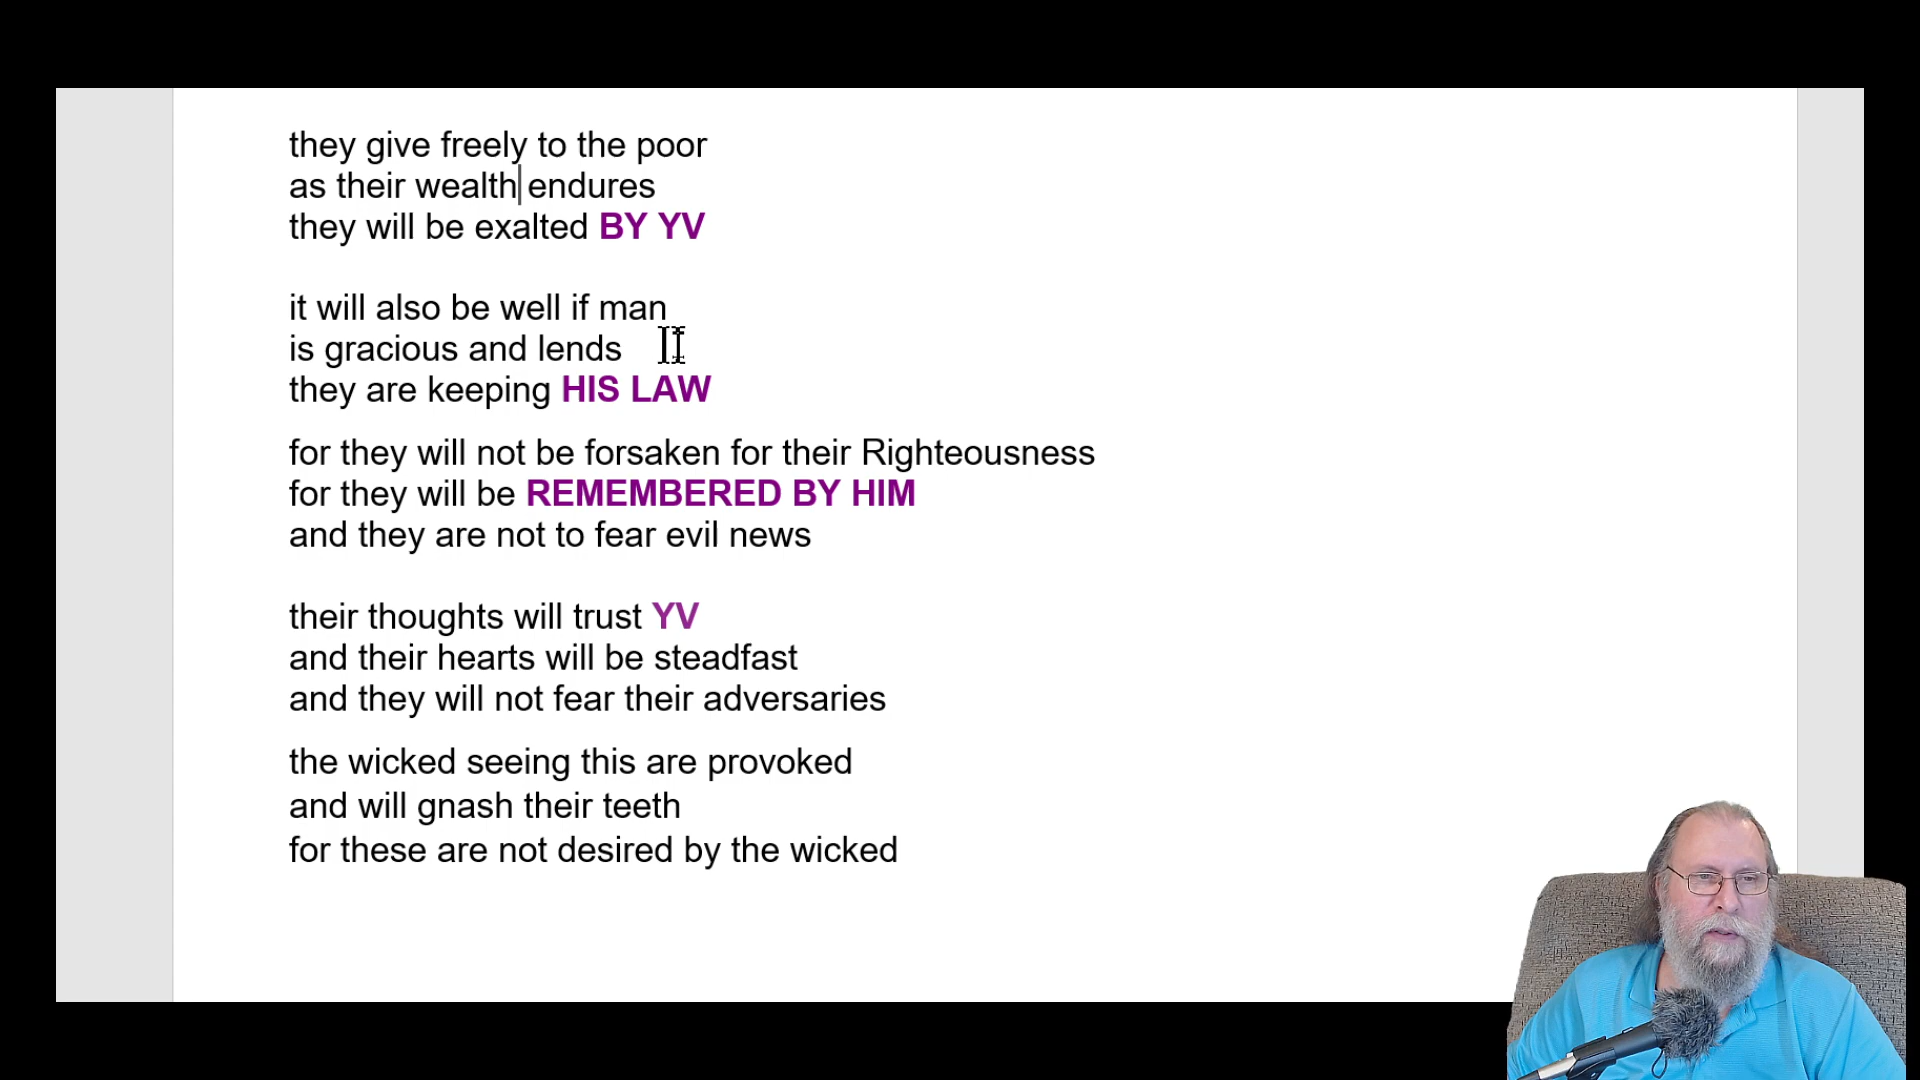 they give freely to the poor
as their wealth endures
they will be exalted BY YV
it will also be well if man
is gracious and lends
they are keeping HIS LAW
for they will not be forsaken for their Righteousness
for they will be REMEMBERED BY HIM
and they are not to fear evil news
their thoughts will trust YV
and their hearts will be steadfast
and they will not fear their adversaries
the wicked seeing this are provoked
and will gnash their teeth
for these are not desired by the wicked